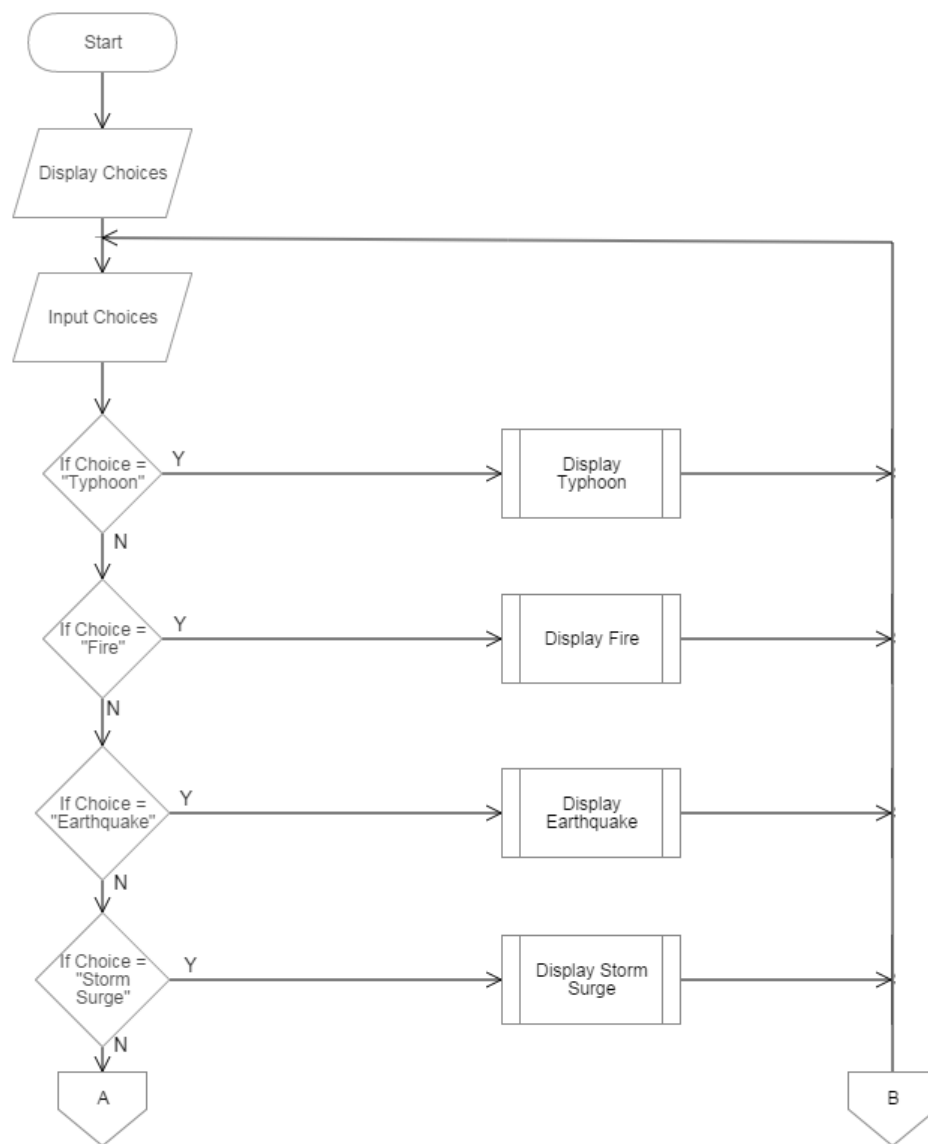 Start
Display Choices
Input Choices
If Choice =
"Typhoon"
Y
Display
Typhoon
N
If Choice =
"Fire"
Y
Display Fire
N
If Choice =
"Earthquake"
Y
Display
Earthquake
N
If Choice =
"Storm
Surge"
Y
Display Storm
Surge
N
A
B